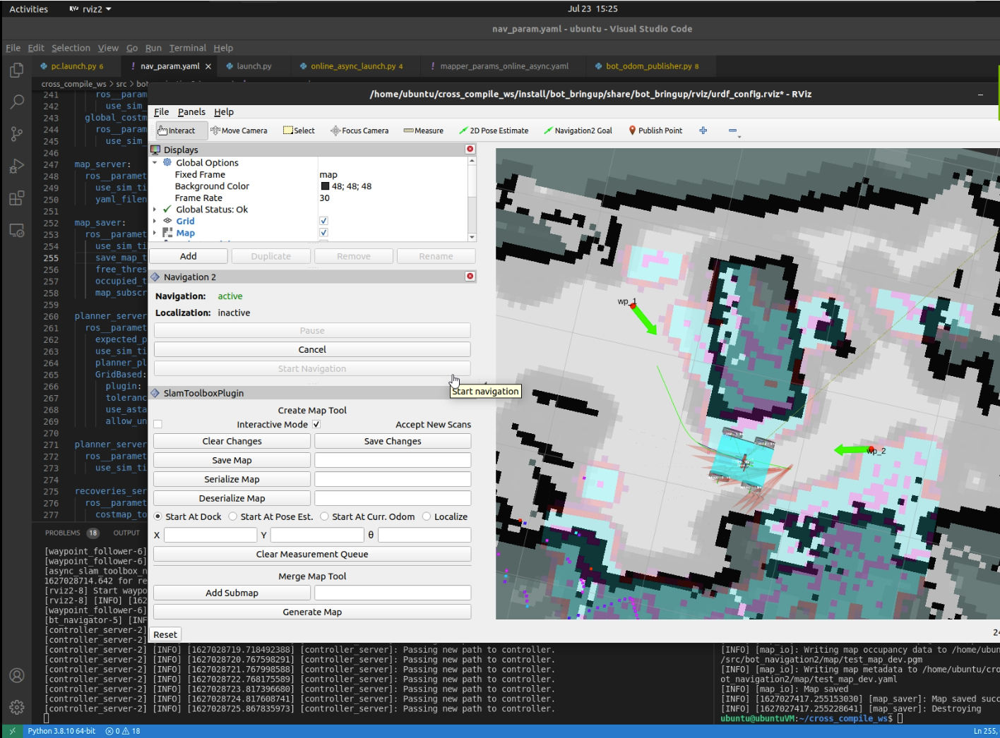 Activities
rviz2
Jul 23 15:25
nav_param.yaml - ubuntu - Visual Studio Code
File Edit Selection View Go Run Terminal Help
pc.launch.py 6
nav_param.yaml
launch.py
online_async_launch.py 4
mapper_params_online_async.yaml
bot_odom_publisher.py 8
cross_compile_ws > src > bot
/home/ubuntu/cross_compile_ws/install/bot_bringup/share/bot_bringup/rviz/urdf_config.rviz* - RViz
241 ros__param
242 use_sim_
243 global_costm
244 ros__param
245 use_sim_
246
247 map_server:
248 ros__paramet
249 use_sim_ti
250 yaml_filen
251
252 map_saver:
253 ros__paramet
254 use_sim_ti
255 save_map_t
256 free_thres
257 occupied_t
258 map_subscr
259
260 planner_server
261 ros__paramet
262 expected_p
263 use_sim_ti
264 planner_pl
265 GridBased:
266 plugin:
267 toleranc
268 use_asta
269 allow_un
270
271 planner_server
272 ros__paramet
273 use_sim_ti
274
275 recoveries_ser
276 ros__paramet
277 costmap_to
File Panels Help
Interact Move Camera Select Focus Camera Measure 2D Pose Estimate Navigation2 Goal Publish Point
Displays
Global Options
Fixed Frame map
Background Color 48; 48; 48
Frame Rate 30
Global Status: Ok
Grid
Map
Add Duplicate Remove Rename
Navigation 2
Navigation: active
Localization: inactive
Pause
Cancel
Start Navigation
Start navigation
SlamToolboxPlugin
Create Map Tool
Interactive Mode Accept New Scans
Clear Changes Save Changes
Save Map
Serialize Map
Deserialize Map
Start At Dock Start At Pose Est. Start At Curr. Odom Localize
X Y θ
Clear Measurement Queue
Merge Map Tool
Add Submap
Generate Map
Reset
wp_1
wp_2
PROBLEMS 18 OUTPUT
[waypoint_follower-6]
[waypoint_follower-6]
[async_slam_toolbox_n
1627028714.642 for re
[rviz2-8] Start waypo
[rviz2-8] [INFO] [162
[waypoint_follower-6]
[bt_navigator-5] [INF
[controller_server-2]
[controller_server-2]
[controller_server-2] [INFO] [1627028719.718492388] [controller_server]: Passing new path to controller.
[controller_server-2] [INFO] [1627028720.767598291] [controller_server]: Passing new path to controller.
[controller_server-2] [INFO] [1627028721.767998588] [controller_server]: Passing new path to controller.
[controller_server-2] [INFO] [1627028722.768175589] [controller_server]: Passing new path to controller.
[controller_server-2] [INFO] [1627028723.817396680] [controller_server]: Passing new path to controller.
[controller_server-2] [INFO] [1627028724.817608741] [controller_server]: Passing new path to controller.
[controller_server-2] [INFO] [1627028725.867835973] [controller_server]: Passing new path to controller.
[INFO] [map_io]: Writing map occupancy data to /home/ubun
/src/bot_navigation2/map/test_map_dev.pgm
[INFO] [map_io]: Writing map metadata to /home/ubuntu/cro
ot_navigation2/map/test_map_dev.yaml
[INFO] [map_io]: Map saved
[INFO] [1627027417.255153030] [map_saver]: Map saved succ
[INFO] [1627027417.255228641] [map_saver]: Destroying
ubuntu@ubuntuVM:~/cross_compile_ws$
Python 3.8.10 64-bit 0 18
Ln 255,